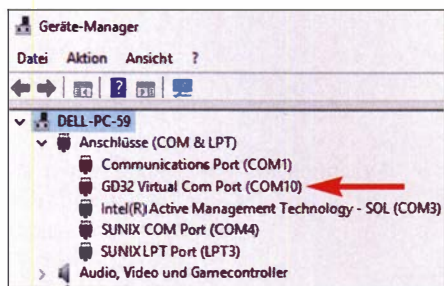 Geräte-Manager
Datei Aktion Ansicht ?
DELL-PC-59
Anschlüsse (COM & LPT)
Communications Port (COM1)
GD32 Virtual Com Port (COM10)
Intel(R) Active Management Technology - SOL (COM3)
SUNIX COM Port (COM4)
SUNIX LPT Port (LPT3)
Audio, Video und Gamecontroller